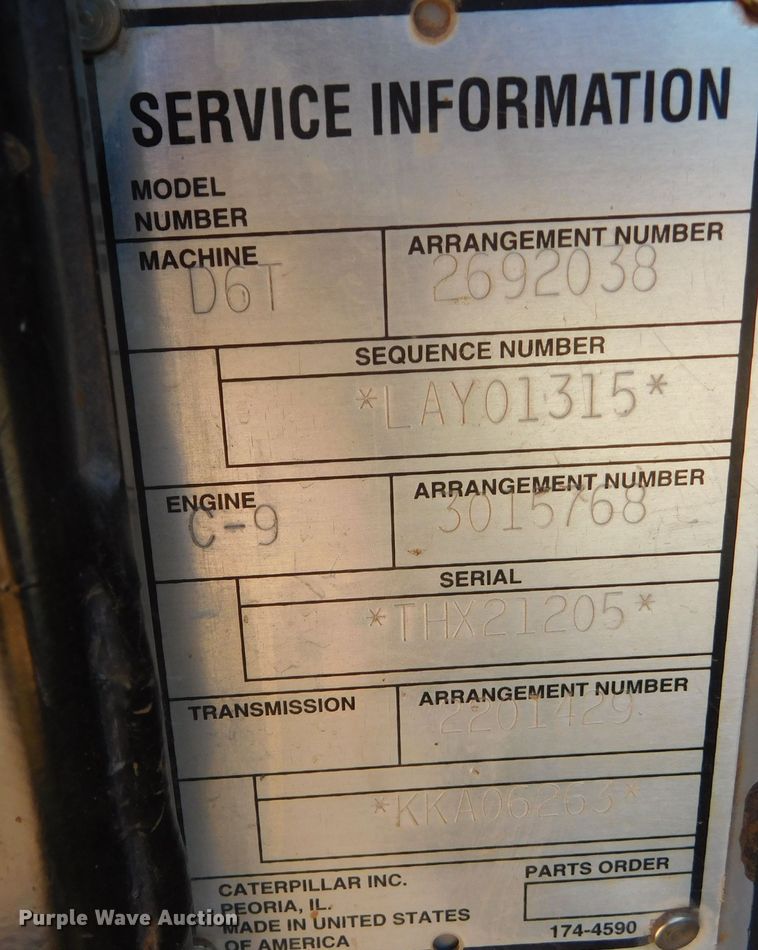 SERVICE INFORMATION
MODEL
NUMBER
MACHINE
D6T
ARRANGEMENT NUMBER
2692038
SEQUENCE NUMBER
*LAY01315*
ENGINE
C-9
ARRANGEMENT NUMBER
3015768
SERIAL
*THX21205*
TRANSMISSION
ARRANGEMENT NUMBER
2201429
*KKA06263*
CATERPILLAR INC.
PEORIA, IL.
MADE IN UNITED STATES
OF AMERICA
PARTS ORDER
174-4590
Purple Wave Auction